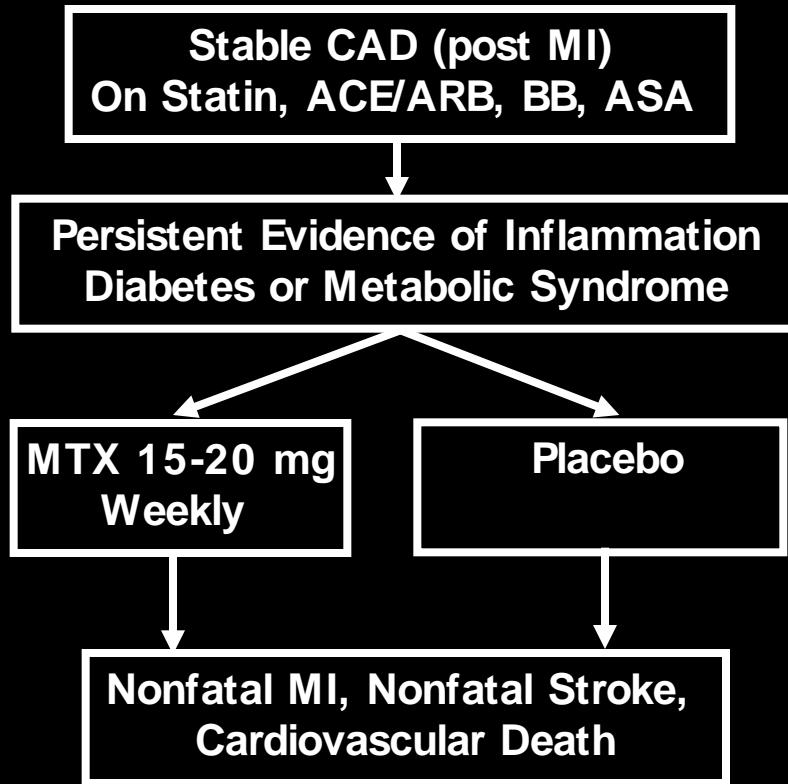 Stable CAD (post MI)
On Statin, ACE/ARB, BB, ASA
Persistent Evidence of Inflammation
Diabetes or Metabolic Syndrome
MTX 15-20 mg
Weekly
Placebo
Nonfatal MI, Nonfatal Stroke,
Cardiovascular Death